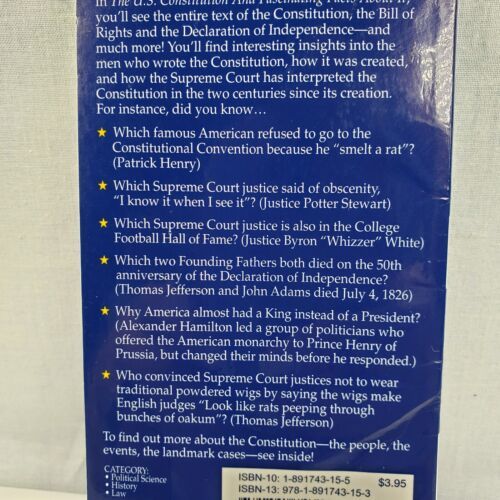 in The U.S. Constitution And Fascinating Facts About It,
you'll see the entire text of the Constitution, the Bill of
Rights and the Declaration of Independence—and
much more! You'll find interesting insights into the
men who wrote the Constitution, how it was created,
and how the Supreme Court has interpreted the
Constitution in the two centuries since its creation.
For instance, did you know…
★ Which famous American refused to go to the
Constitutional Convention because he "smelt a rat"?
(Patrick Henry)
★ Which Supreme Court justice said of obscenity,
"I know it when I see it"? (Justice Potter Stewart)
★ Which Supreme Court justice is also in the College
Football Hall of Fame? (Justice Byron "Whizzer" White)
★ Which two Founding Fathers both died on the 50th
anniversary of the Declaration of Independence?
(Thomas Jefferson and John Adams died July 4, 1826)
★ Why America almost had a King instead of a President?
(Alexander Hamilton led a group of politicians who
offered the American monarchy to Prince Henry of
Prussia, but changed their minds before he responded.)
★ Who convinced Supreme Court justices not to wear
traditional powdered wigs by saying the wigs make
English judges "Look like rats peeping through
bunches of oakum"? (Thomas Jefferson)
To find out more about the Constitution—the people, the
events, the landmark cases—see inside!
CATEGORY:
• Political Science
• History
• Law
ISBN-10: 1-891743-15-5
ISBN-13: 978-1-891743-15-3
$3.95